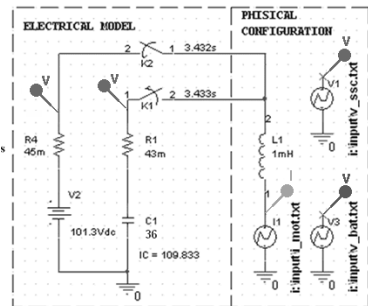 ELECTRICAL MODEL
PHISICAL
CONFIGURATION
2
1
3.432s
K2
V
V
V
1
2
3.433s
K1
V1
0
i:\input\v_ssc.txt
s
R4
45m
R1
43m
2
L1
1mH
1
I
V
V2
101.3Vdc
C1
36
IC = 109.833
I1
i:\input\i_mot.txt
V3
i:\input\v_bat.txt
0
0
0